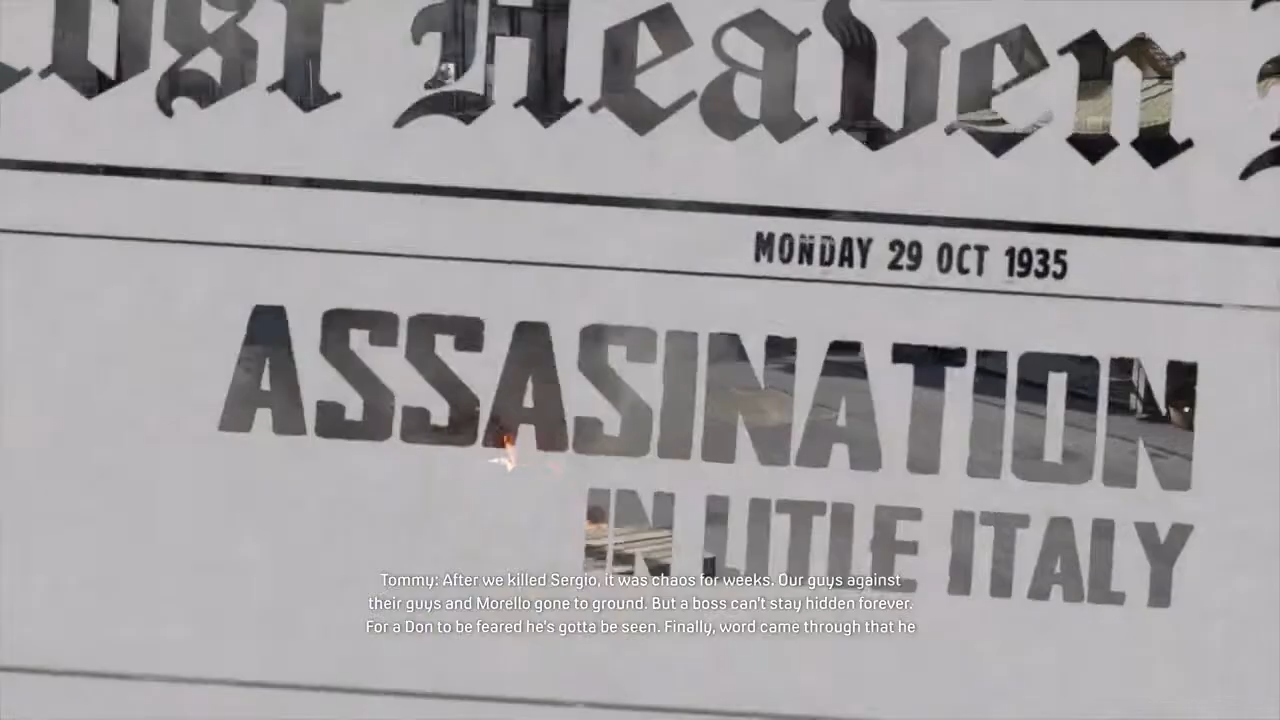 Lost Heaven
MONDAY 29 OCT 1935
ASSASINATION
IN LITTLE ITALY
Tommy: After we killed Sergio, it was chaos for weeks. Our guys against
their guys and Morello gone to ground. But a boss can't stay hidden forever.
For a Don to be feared he's gotta be seen. Finally, word came through that he